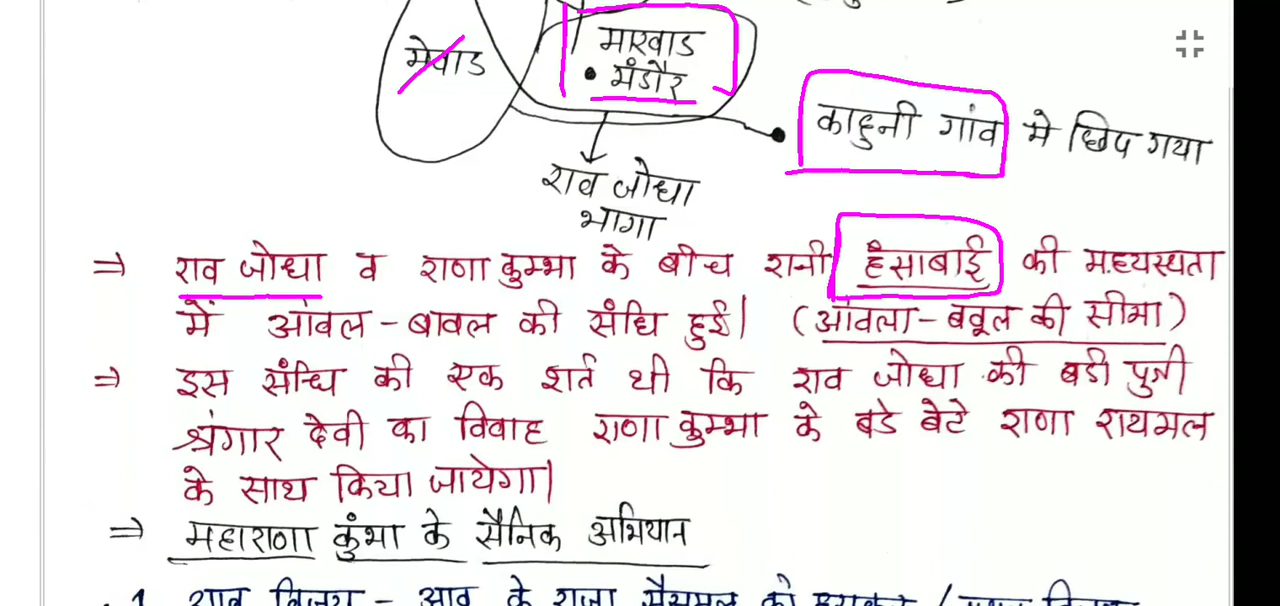 मेवाड
मारवाड
• मंडौर
काहुनी गांव मे छिप गया
राव जोधा
भागा
⇒ राव जोधा व राणा कुम्भा के बीच रानी हंसाबाई की मध्यस्थता
में आंवल-बावल की संधि हुई। (आंवला-बबूल की सीमा)
⇒ इस संन्धि की एक शर्त थी कि राव जोधा की बडी पुत्री
श्रंगार देवी का विवाह राणा कुम्भा के बडे बेटे राणा रायमल
के साथ किया जायेगा।
⇒ महाराणा कुंभा के सैनिक अभियान